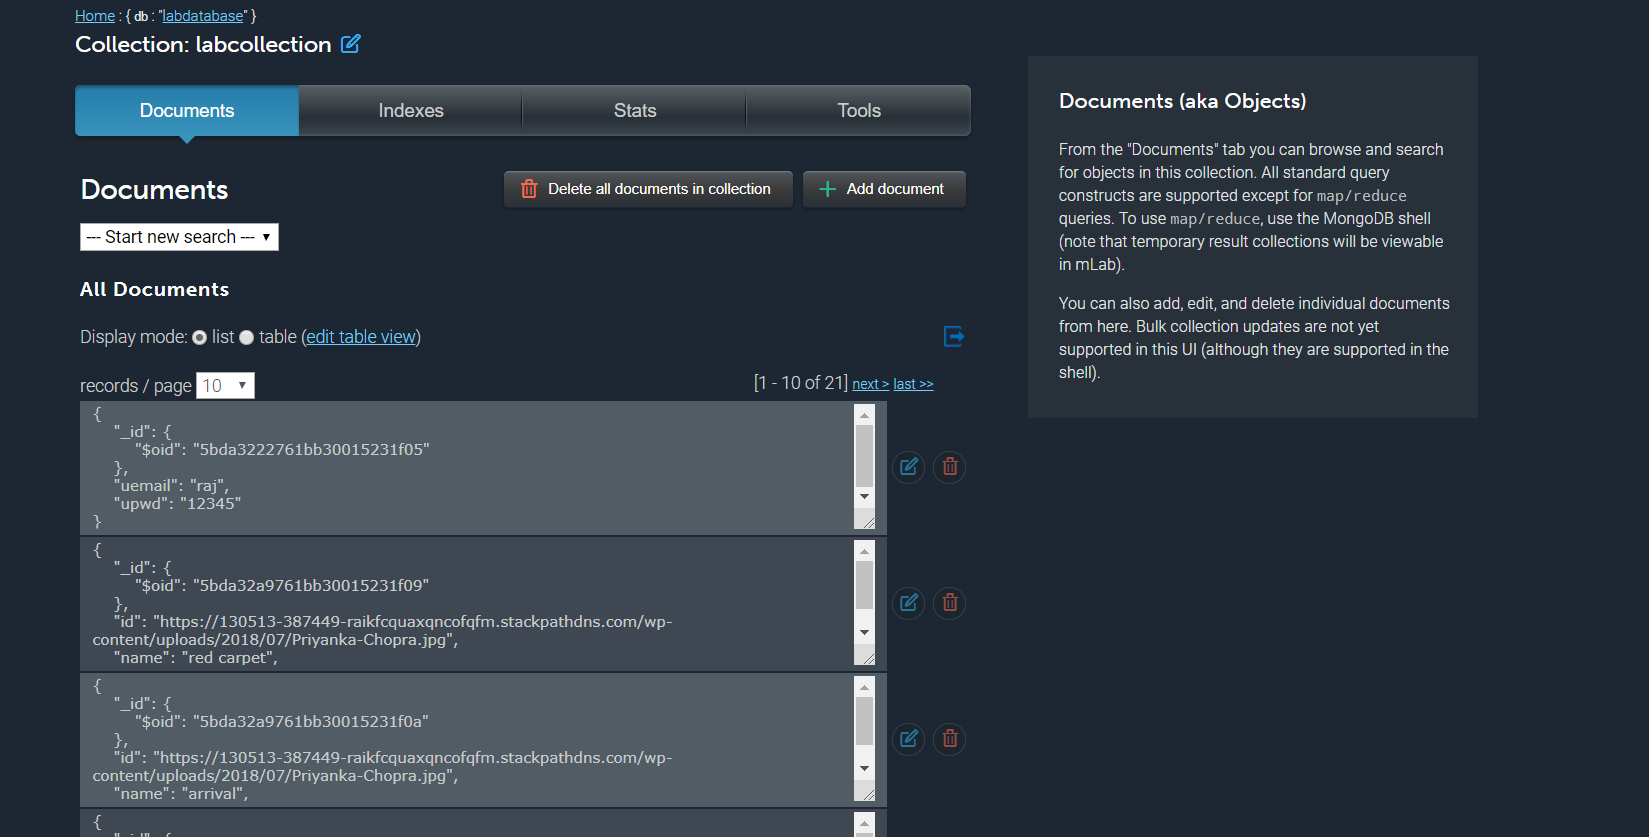 Home : { db : "labdatabase" }
Collection: labcollection
Documents
Indexes
Stats
Tools
Documents
Delete all documents in collection
Add document
--- Start new search ---
All Documents
Display mode: list table (edit table view)
records / page 10
[1 - 10 of 21] next > last >>
{
"_id": {
"$oid": "5bda3222761bb30015231f05"
},
"uemail": "raj",
"upwd": "12345"
}
{
"_id": {
"$oid": "5bda32a9761bb30015231f09"
},
"id": "https://130513-387449-raikfcquaxqncofqfm.stackpathdns.com/wp-
content/uploads/2018/07/Priyanka-Chopra.jpg",
"name": "red carpet",
{
"_id": {
"$oid": "5bda32a9761bb30015231f0a"
},
"id": "https://130513-387449-raikfcquaxqncofqfm.stackpathdns.com/wp-
content/uploads/2018/07/Priyanka-Chopra.jpg",
"name": "arrival",
{
Documents (aka Objects)
From the "Documents" tab you can browse and search
for objects in this collection. All standard query
constructs are supported except for map/reduce
queries. To use map/reduce, use the MongoDB shell
(note that temporary result collections will be viewable
in mLab).
You can also add, edit, and delete individual documents
from here. Bulk collection updates are not yet
supported in this UI (although they are supported in the
shell).